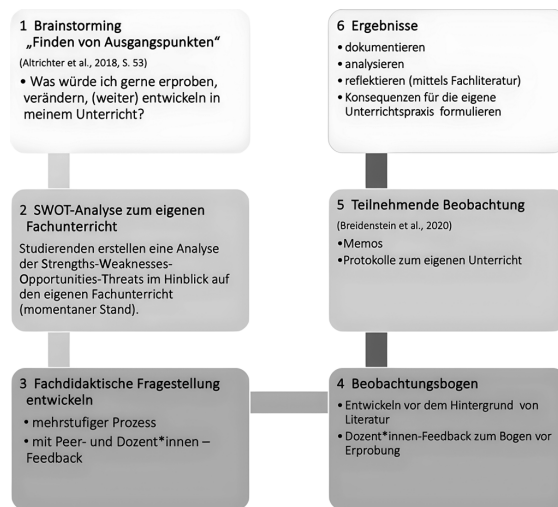 1 Brainstorming
„Finden von Ausgangspunkten“
(Altrichter et al., 2018, S. 53)
• Was würde ich gerne erproben,
verändern, (weiter) entwickeln in
meinem Unterricht?
2 SWOT-Analyse zum eigenen
Fachunterricht
Studierenden erstellen eine Analyse
der Strengths-Weaknesses-
Opportunities-Threats im Hinblick auf
den eigenen Fachunterricht
(momentaner Stand).
3 Fachdidaktische Fragestellung
entwickeln
• mehrstufiger Prozess
• mit Peer- und Dozent*innen –
Feedback
4 Beobachtungsbogen
• Entwickeln vor dem Hintergrund von
Literatur
• Dozent*innen-Feedback zum Bogen vor
Erprobung
5 Teilnehmende Beobachtung
(Breidenstein et al., 2020)
• Memos
• Protokolle zum eigenen Unterricht
6 Ergebnisse
• dokumentieren
• analysieren
• reflektieren (mittels Fachliteratur)
• Konsequenzen für die eigene
Unterrichtspraxis formulieren